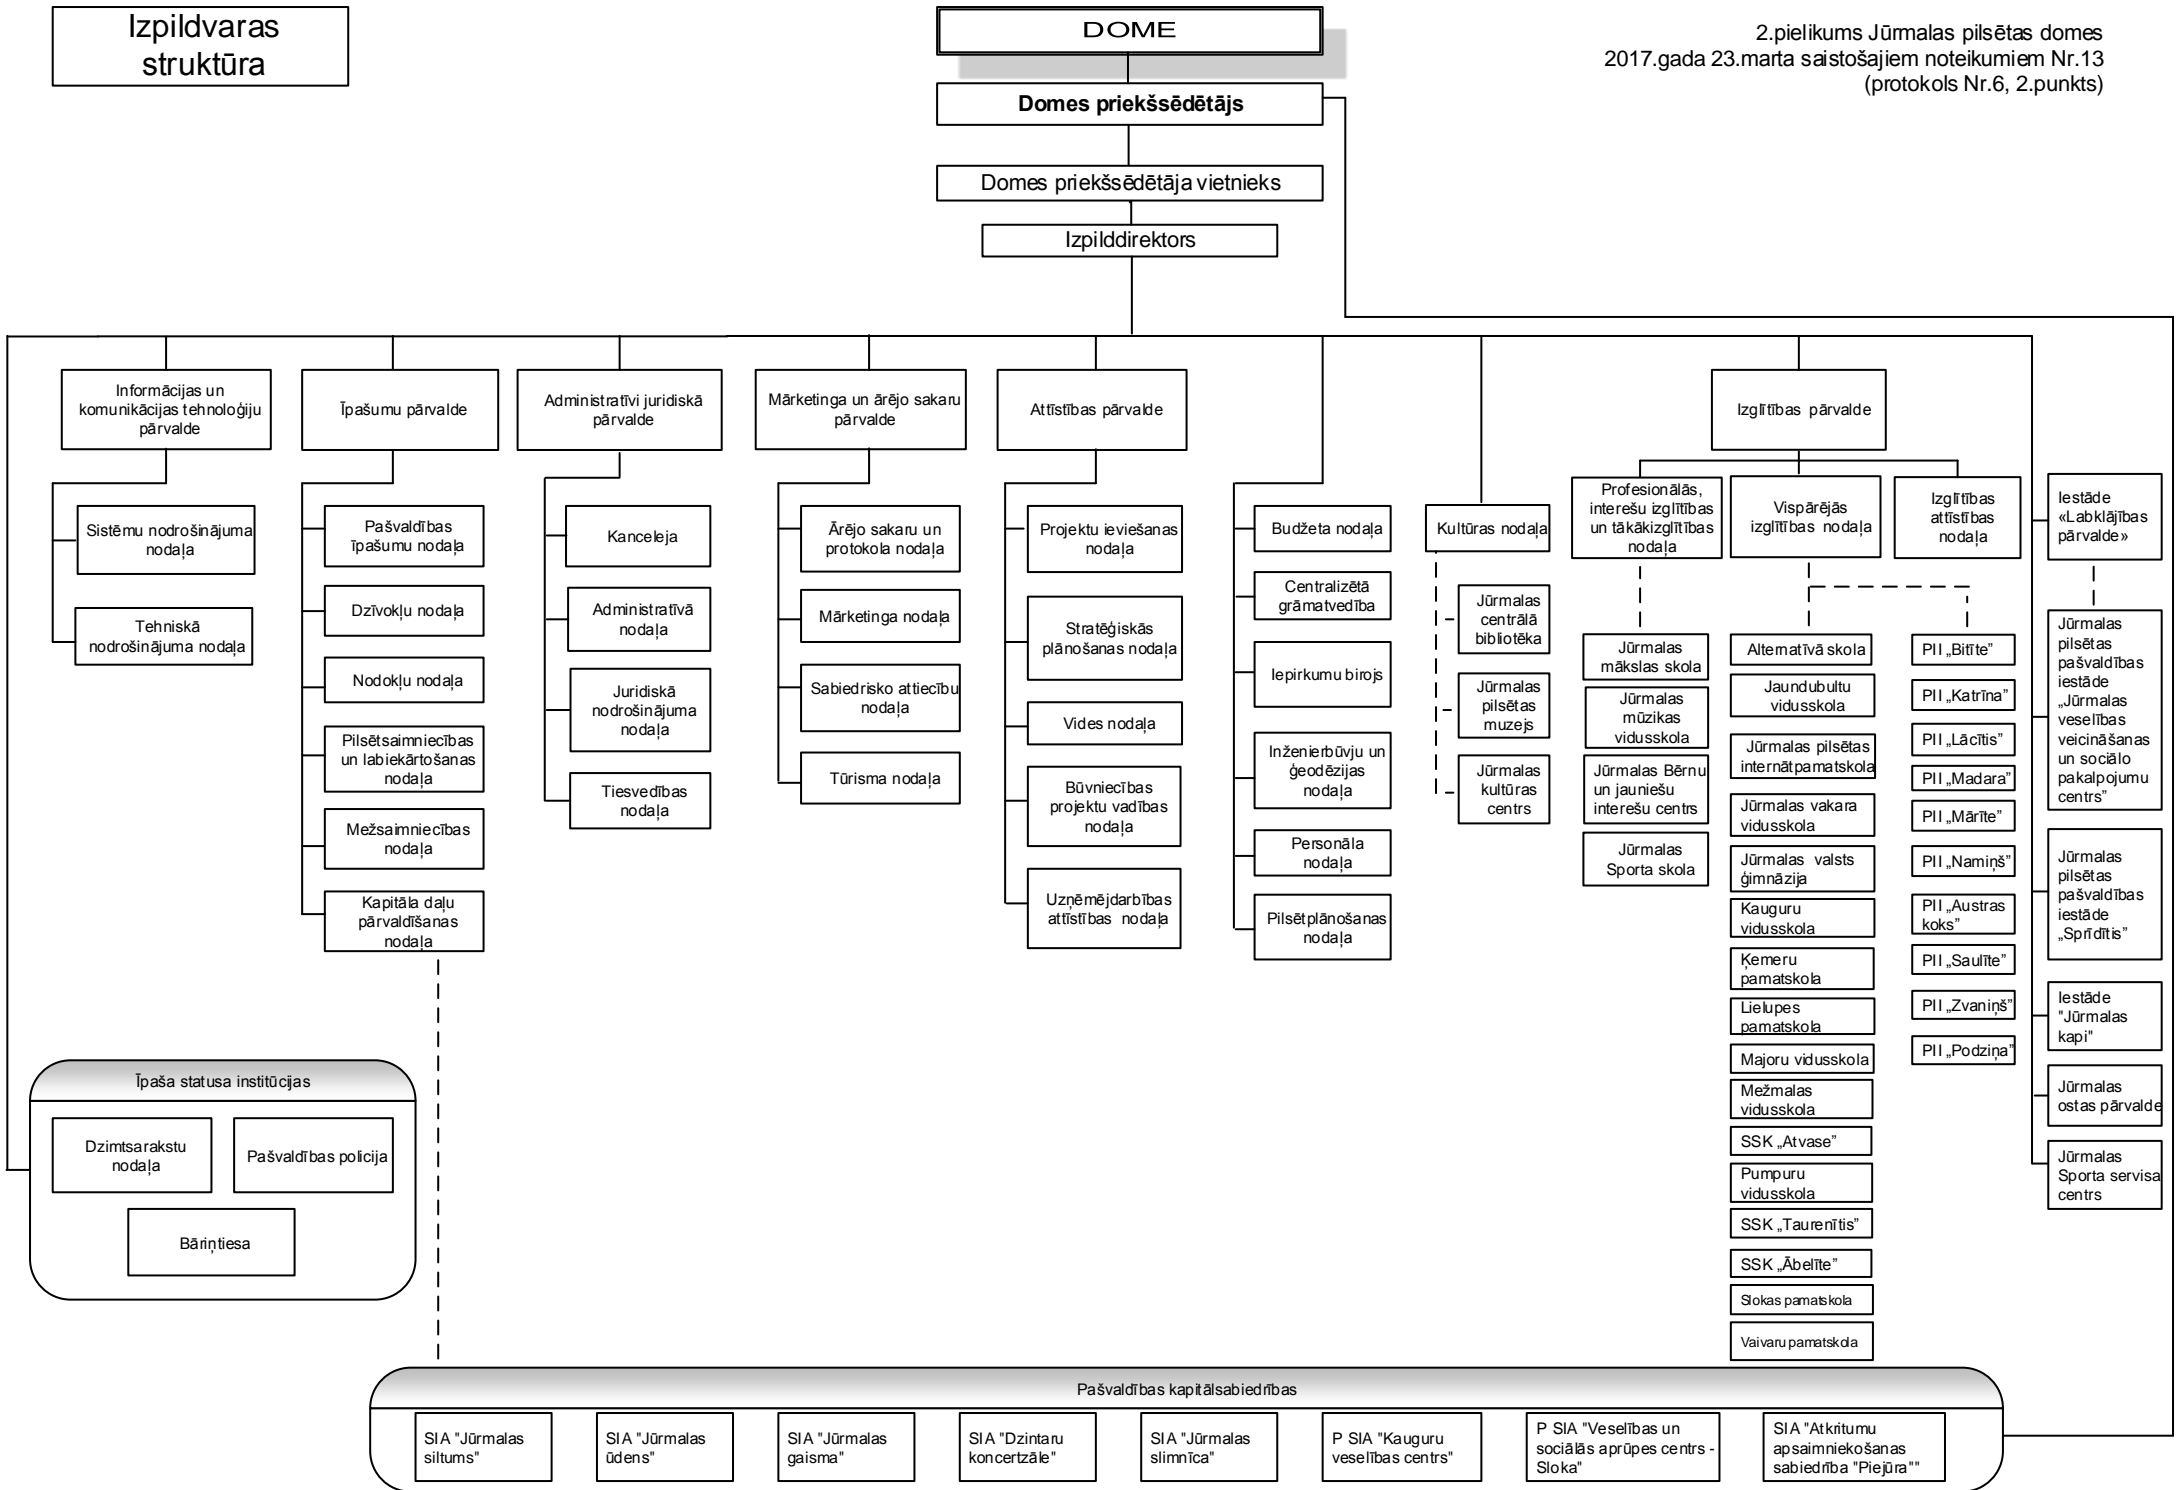 Izpildvaras
struktūra
DOME
2.pielikums Jūrmalas pilsētas domes
2017.gada 23.marta saistošajiem noteikumiem Nr.13
(protokols Nr.6, 2.punkts)
Domes priekšsēdētājs
Domes priekšsēdētāja vietnieks
Izpilddirektors
Informācijas un
komunikācijas tehnoloģiju
pārvalde
Sistēmu nodrošinājuma
nodaļa
Tehniskā
nodrošinājuma nodaļa
Īpašumu pārvalde
Pašvaldības
īpašumu nodaļa
Dzīvokļu nodaļa
Nodokļu nodaļa
Pilsētsaimniecības
un labiekārtošanas
nodaļa
Mežsaimniecības
nodaļa
Kapitāla daļu
pārvaldīšanas
nodaļa
Administratīvi juridiskā
pārvalde
Kanceleja
Administratīvā
nodaļa
Juridiskā
nodrošinājuma
nodaļa
Tiesvedības
nodaļa
Mārketinga un ārējo sakaru
pārvalde
Ārējo sakaru un
protokola nodaļa
Mārketinga nodaļa
Sabiedrisko attiecību
nodaļa
Tūrisma nodaļa
Attīstības pārvalde
Projektu ieviešanas
nodaļa
Stratēģiskās
plānošanas nodaļa
Vides nodaļa
Būvniecības
projektu vadības
nodaļa
Uzņēmējdarbības
attīstības nodaļa
Budžeta nodaļa
Centralizētā
grāmatvedība
Iepirkumu birojs
Inženierbūvju un
ģeodēzijas
nodaļa
Personāla
nodaļa
Pilsētplānošanas
nodaļa
Kultūras nodaļa
Jūrmalas
centrālā
bibliotēka
Jūrmalas
pilsētas
muzejs
Jūrmalas
kultūras
centrs
Izglītības pārvalde
Profesionālās,
interešu izglītības
un tākākizglītības
nodaļa
Jūrmalas
mākslas skola
Jūrmalas
mūzikas
vidusskola
Jūrmalas Bērnu
un jauniešu
interešu centrs
Jūrmalas
Sporta skola
Vispārējās
izglītības nodaļa
Alternatīvā skola
Jaundubultu
vidusskola
Jūrmalas pilsētas
internātpamatskola
Jūrmalas vakara
vidusskola
Jūrmalas valsts
ģimnāzija
Kauguru
vidusskola
Ķemeru
pamatskola
Lielupes
pamatskola
Majoru vidusskola
Mežmalas
vidusskola
SSK „Atvase”
Pumpuru
vidusskola
SSK „Taurenītis”
SSK „Ābelīte”
Slokas pamatskola
Vaivaru pamatskola
PII „Bitīte”
PII „Katrīna”
PII „Lācītis”
PII „Madara”
PII „Mārīte”
PII „Namiņš”
PII „Austras
koks”
PII „Saulīte”
PII „Zvaniņš”
PII „Podziņa”
Izglītības
attīstības
nodaļa
Iestāde
«Labklājības
pārvalde»
Jūrmalas
pilsētas
pašvaldības
iestāde
„Jūrmalas
veselības
veicināšanas
un sociālo
pakalpojumu
centrs”
Jūrmalas
pilsētas
pašvaldības
iestāde
„Sprīdītis”
Iestāde
"Jūrmalas
kapi"
Jūrmalas
ostas pārvalde
Jūrmalas
Sporta servisa
centrs
Īpaša statusa institūcijas
Dzimtsarakstu
nodaļa
Pašvaldības policija
Bāriņtiesa
Pašvaldības kapitālsabiedrības
SIA "Jūrmalas
siltums"
SIA "Jūrmalas
ūdens"
SIA "Jūrmalas
gaisma"
SIA "Dzintaru
koncertzāle"
SIA "Jūrmalas
slimnīca"
P SIA "Kauguru
veselības centrs"
P SIA "Veselības un
sociālās aprūpes centrs -
Sloka"
SIA "Atkritumu
apsaimniekošanas
sabiedrība "Piejūra""